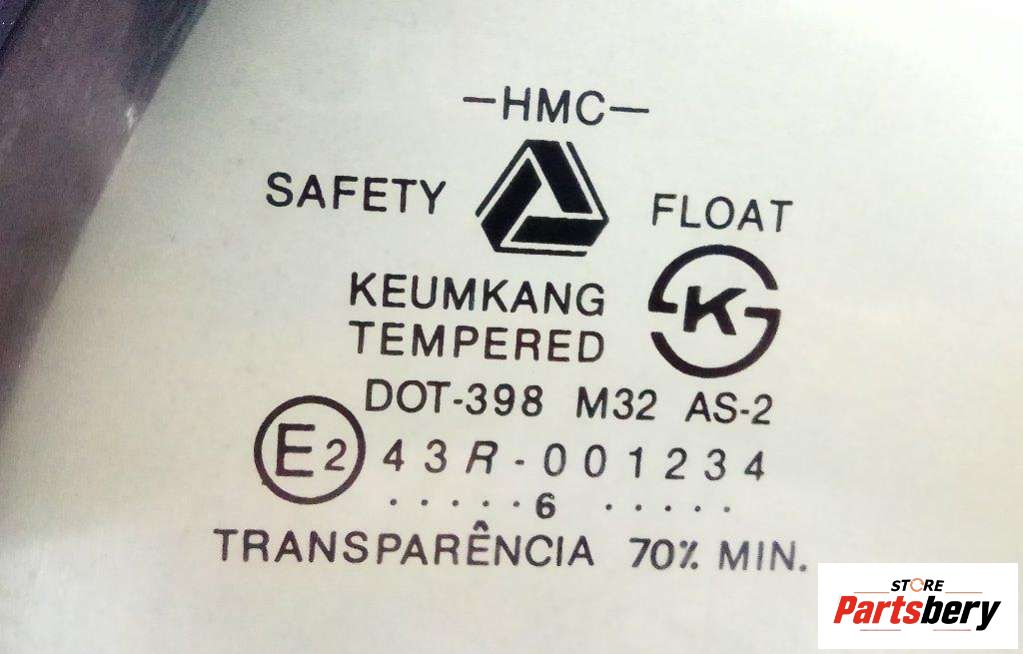 —HMC—
SAFETY
FLOAT
KEUMKANG
TEMPERED
K
DOT-398 M32 AS-2
E2 43R-001234
.....6 .....
TRANSPARÊNCIA 70% MIN.
STORE
Partsbery